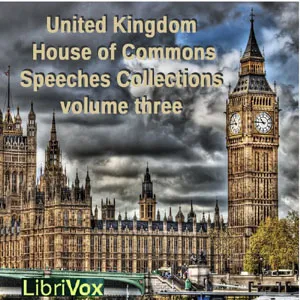 United Kingdom
House of Commons
Speeches Collections
volume three
LibriVox